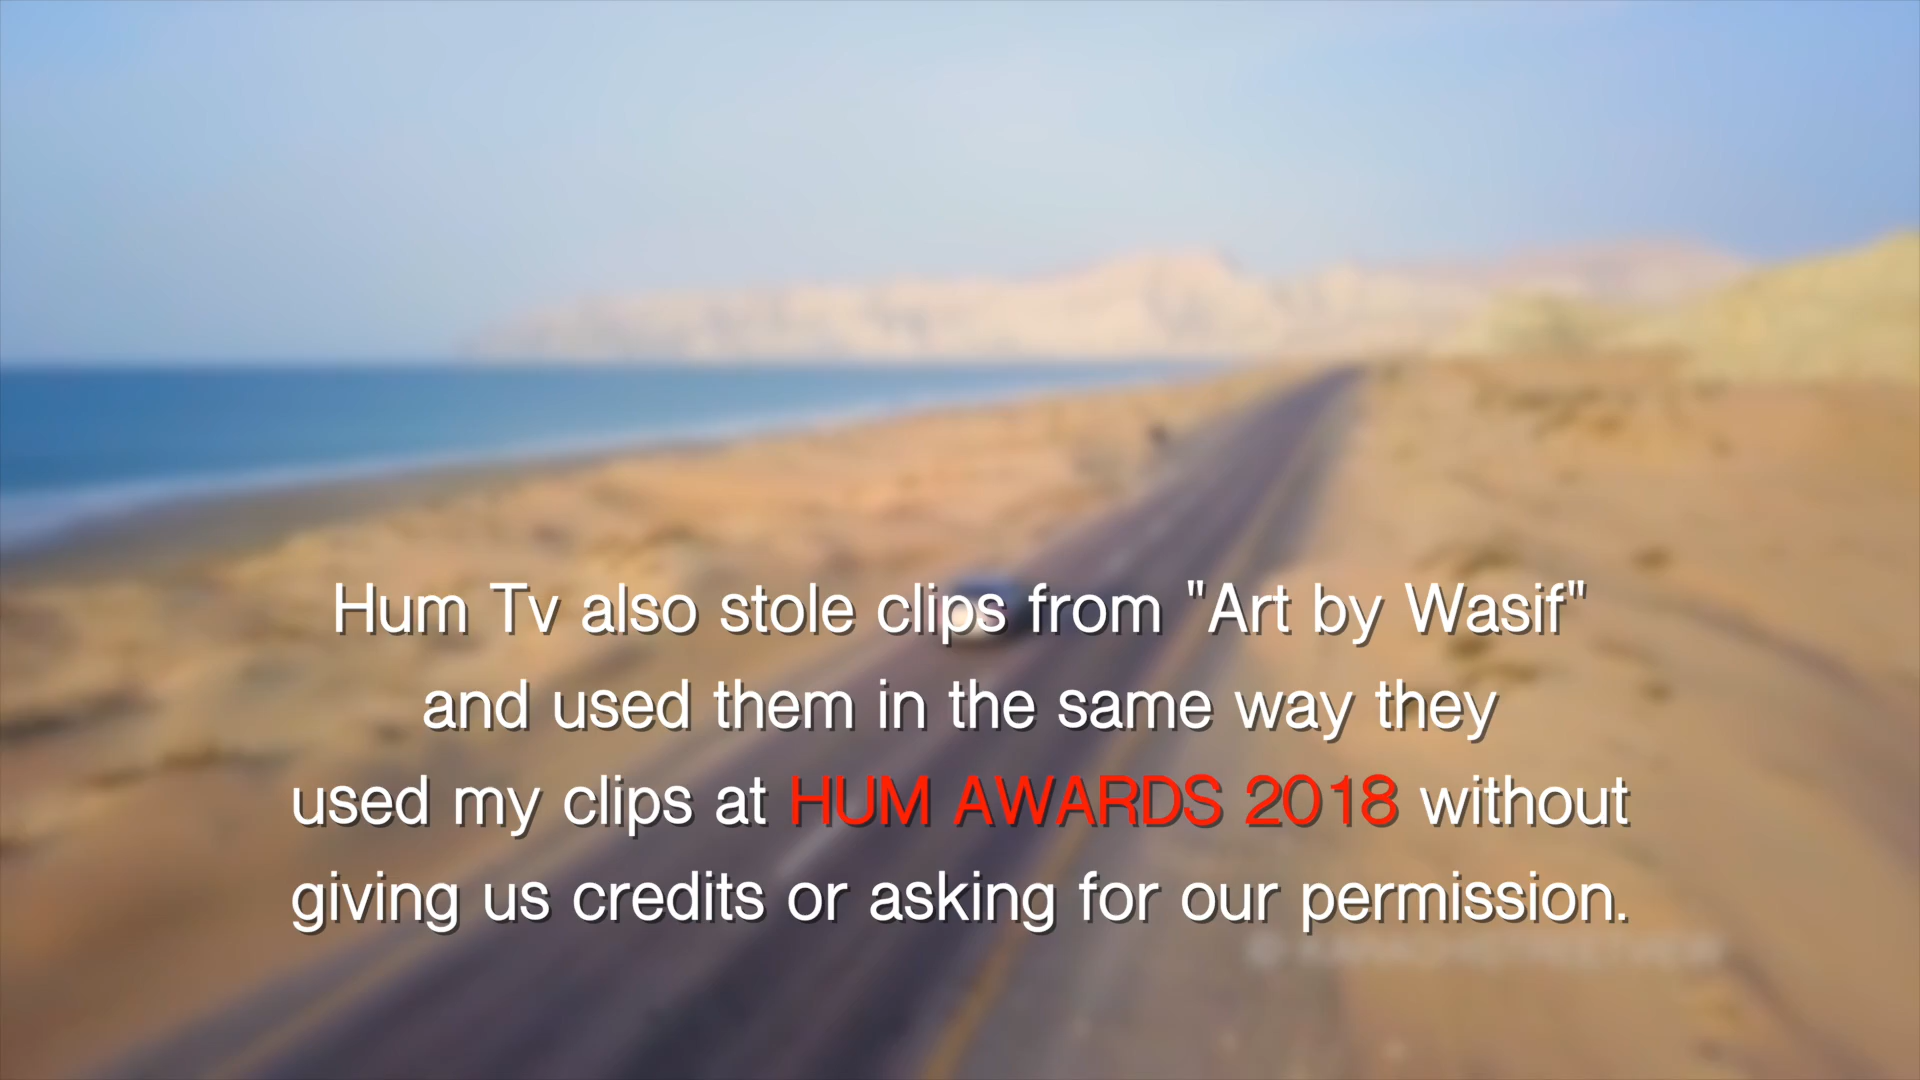 Hum Tv also stole clips from "Art by Wasif"
and used them in the same way they
used my clips at HUM AWARDS 2018 without
giving us credits or asking for our permission.